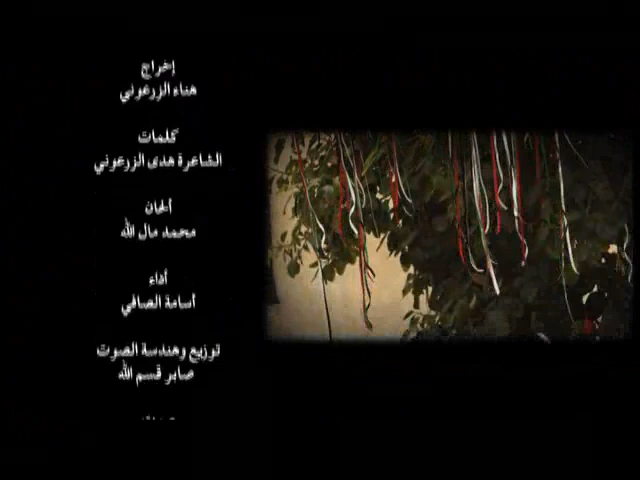 إخراج
هناء الزرعوني
كلمات
الشاعرة هدى الزرعوني
ألحان
محمد مال الله
أداء
أسامة الصافي
توزيع وهندسة الصوت
صابر قسم الله